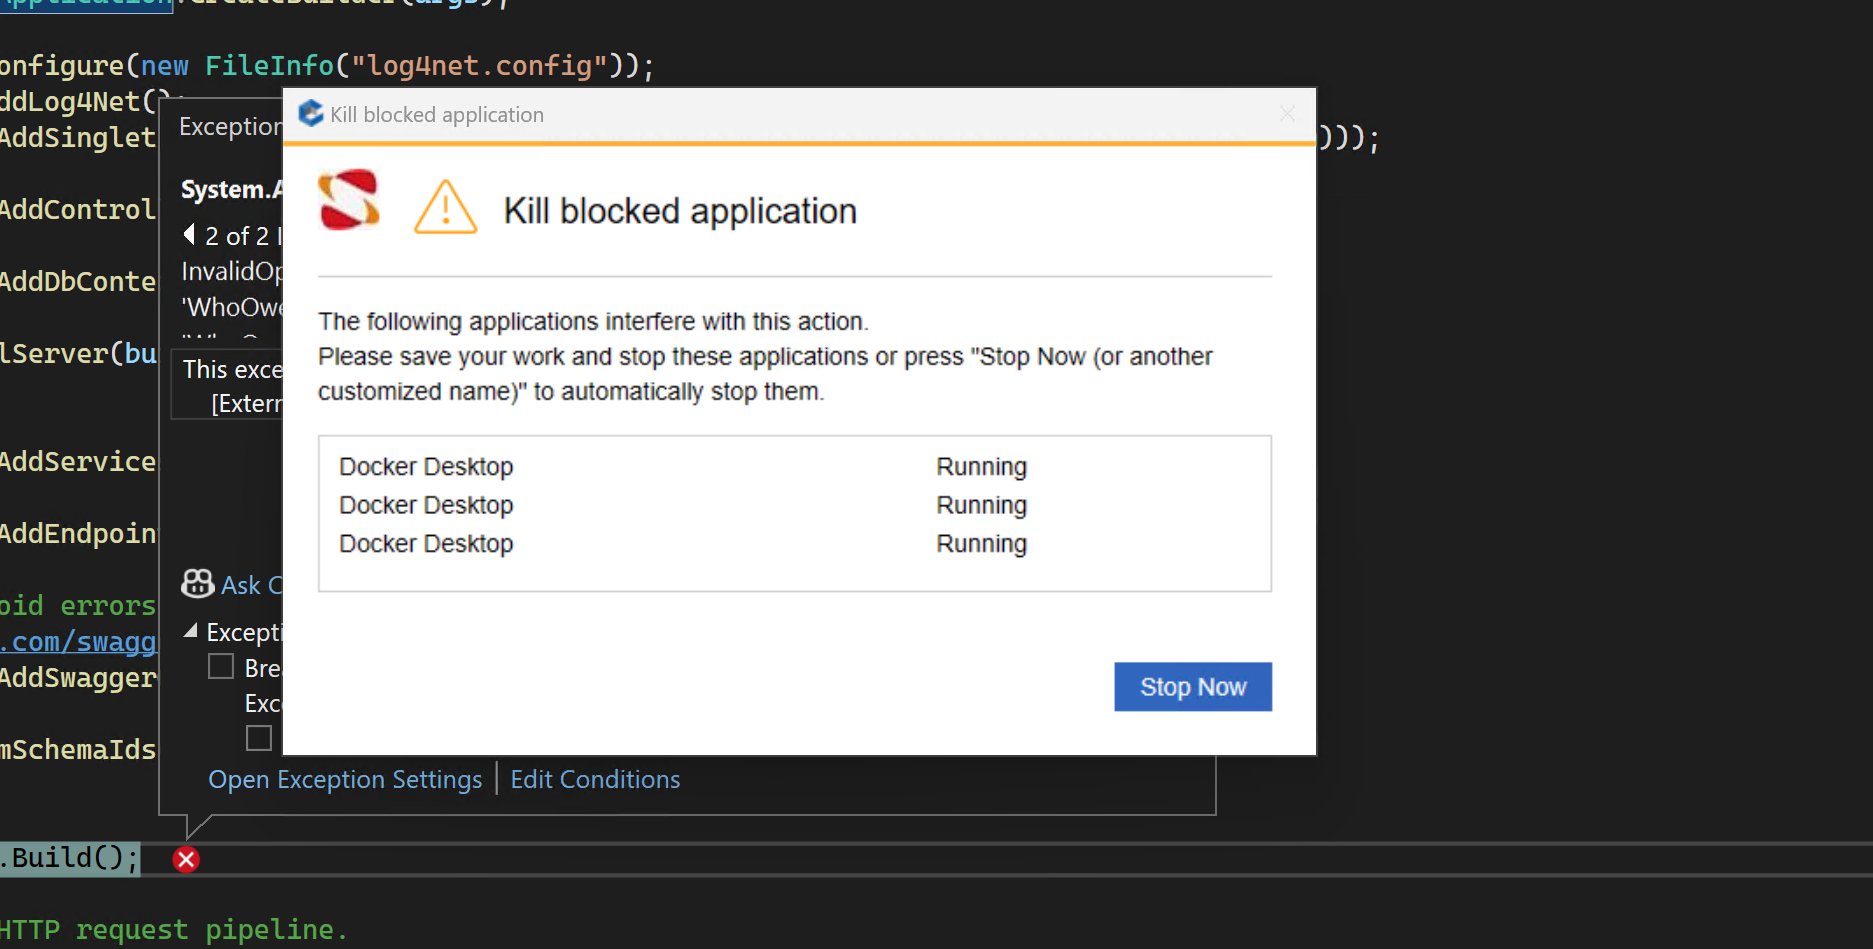 .CreateBuilder(args);
onfigure(new FileInfo("log4net.config"));
ddLog4Net();
AddSinglet
)));
AddControl
AddDbConte
lServer(bu
AddService
AddEndpoin
oid errors
.com/swagg
AddSwagger
mSchemaIds
.Build();
HTTP request pipeline.
Exception
System.A
2 of 2 I
InvalidOp
'WhoOwe
This exce
[Extern
Ask C
Excepti
Brea
Exc
Open Exception Settings | Edit Conditions
Kill blocked application
Kill blocked application
The following applications interfere with this action.
Please save your work and stop these applications or press "Stop Now (or another
customized name)" to automatically stop them.
Docker Desktop Running
Docker Desktop Running
Docker Desktop Running
Stop Now